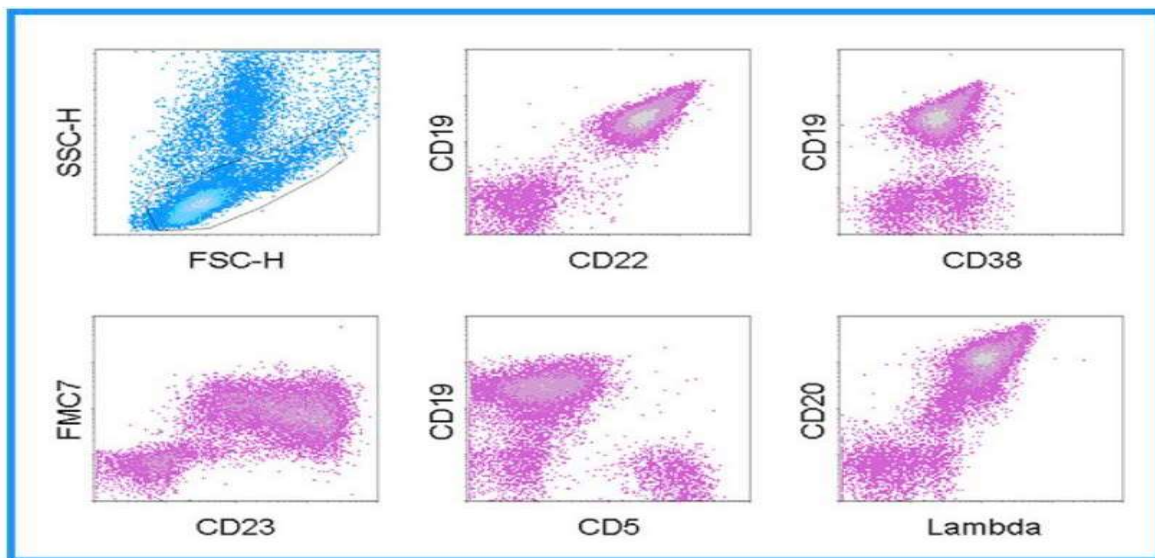 SSC-H
FSC-H
CD19
CD22
CD19
CD38
FMC7
CD23
CD19
CD5
CD20
Lambda